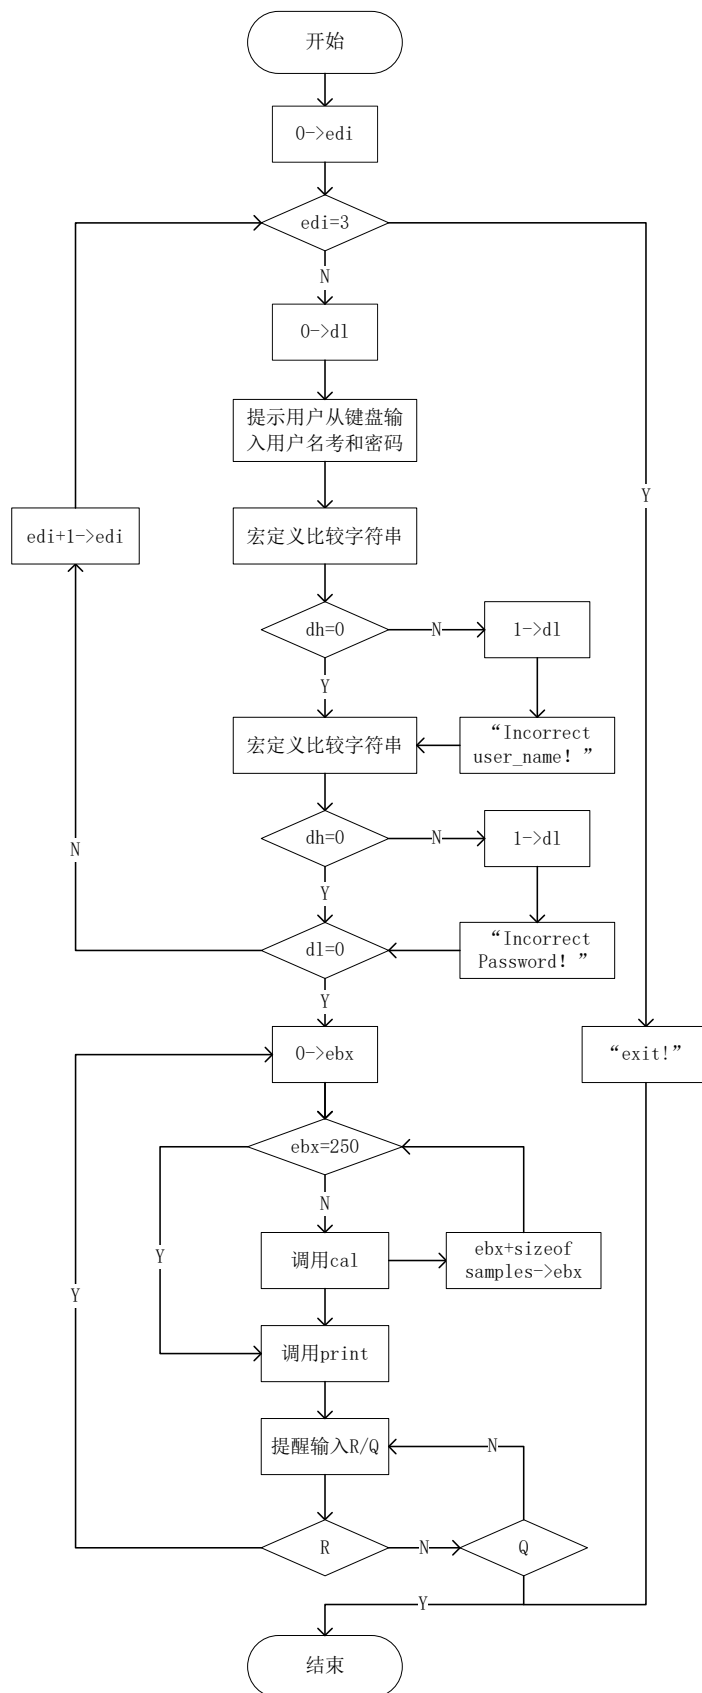 开始
0->edi
edi=3
N
0->dl
提示用户从键盘输
入用户名考和密码
Y
edi+1->edi
宏定义比较字符串
dh=0
N
1->dl
Y
宏定义比较字符串
“Incorrect
user_name！”
dh=0
N
1->dl
N
Y
dl=0
“Incorrect
Password！”
Y
0->ebx
“exit!”
ebx=250
N
Y
调用cal
ebx+sizeof
samples->ebx
Y
调用print
提醒输入R/Q
N
R
N
Q
Y
结束